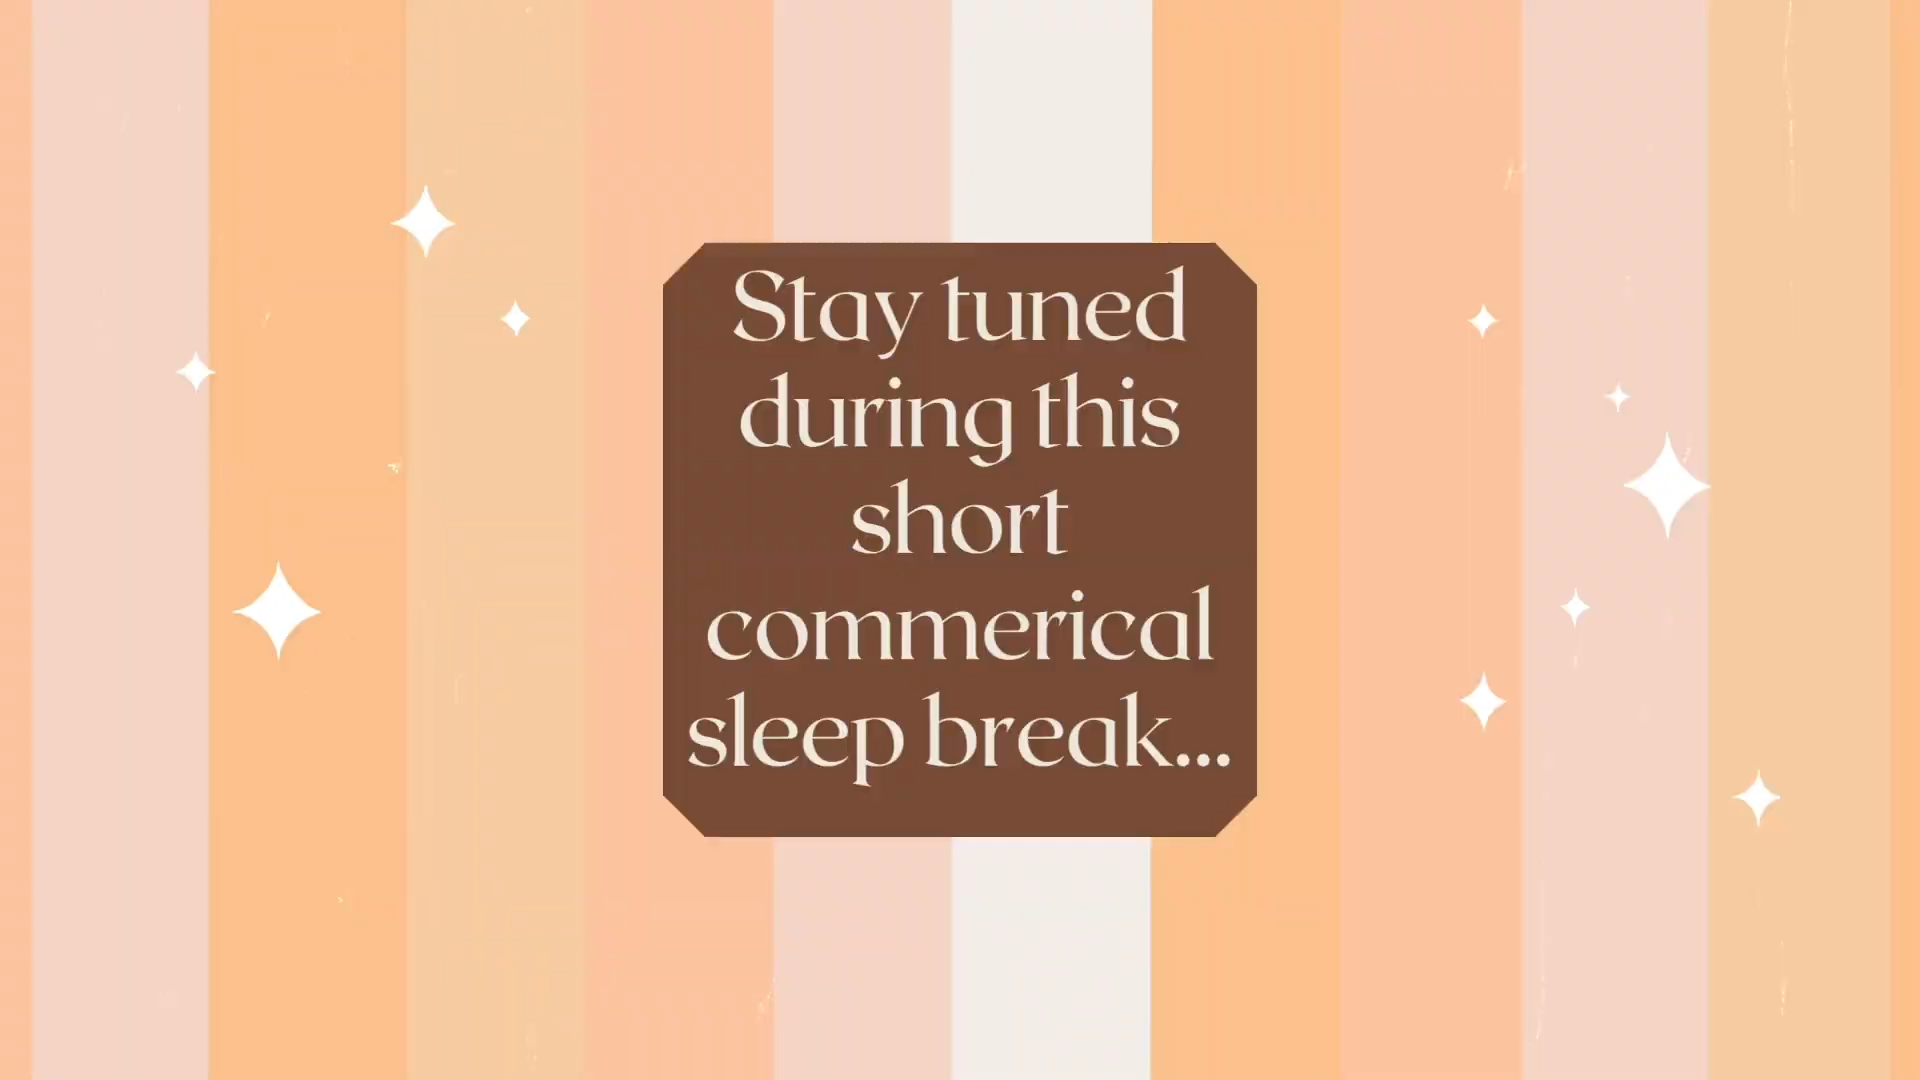 Stay tuned
during this
short
commerical
sleep break...